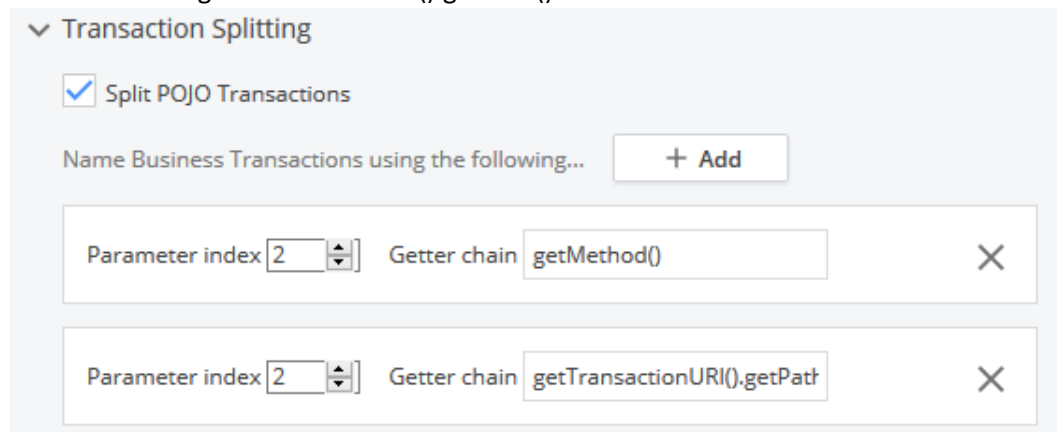 Transaction Splitting
Split POJO Transactions
Name Business Transactions using the following... + Add
Parameter index 2 Getter chain getMethod()
Parameter index 2 Getter chain getTransactionURI().getPath